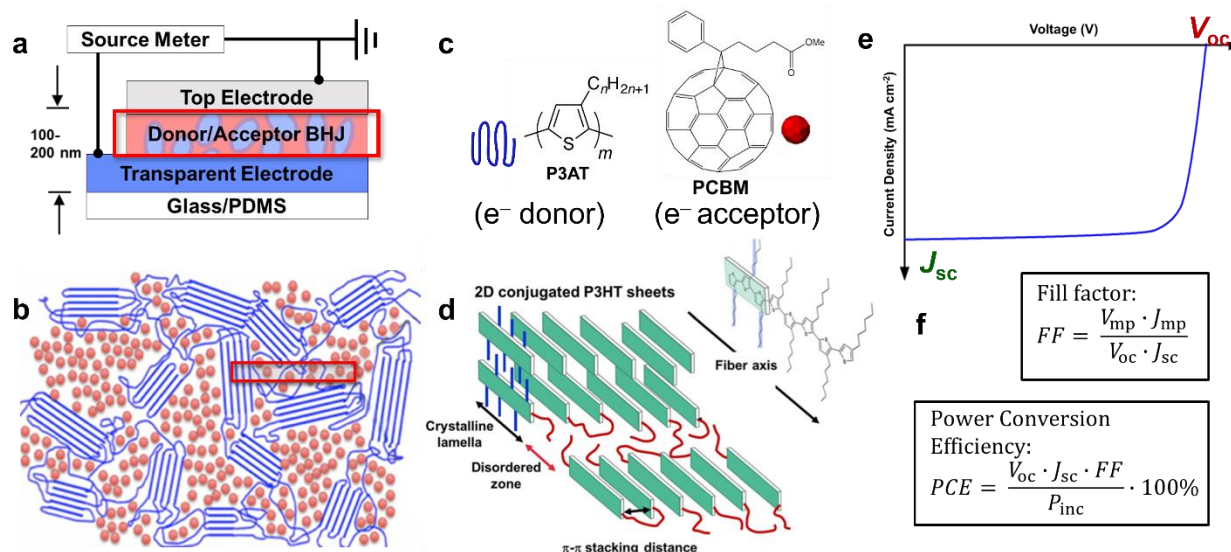 a
Source Meter
Top Electrode
Donor/Acceptor BHJ
100–
200 nm
Transparent Electrode
Glass/PDMS
b
c
CₙH₂ₙ₊₁
S
m
P3AT
(e⁻ donor)
OMe
O
PCBM
(e⁻ acceptor)
d
2D conjugated P3HT sheets
Fiber axis
Crystalline
lamella
Disordered
zone
π-π stacking distance
e
Voltage (V)
Voc
Current Density (mA cm⁻²)
Jsc
f
Fill factor:
FF = (Vmp · Jmp) / (Voc · Jsc)
Power Conversion
Efficiency:
PCE = (Voc · Jsc · FF) / Pinc · 100%